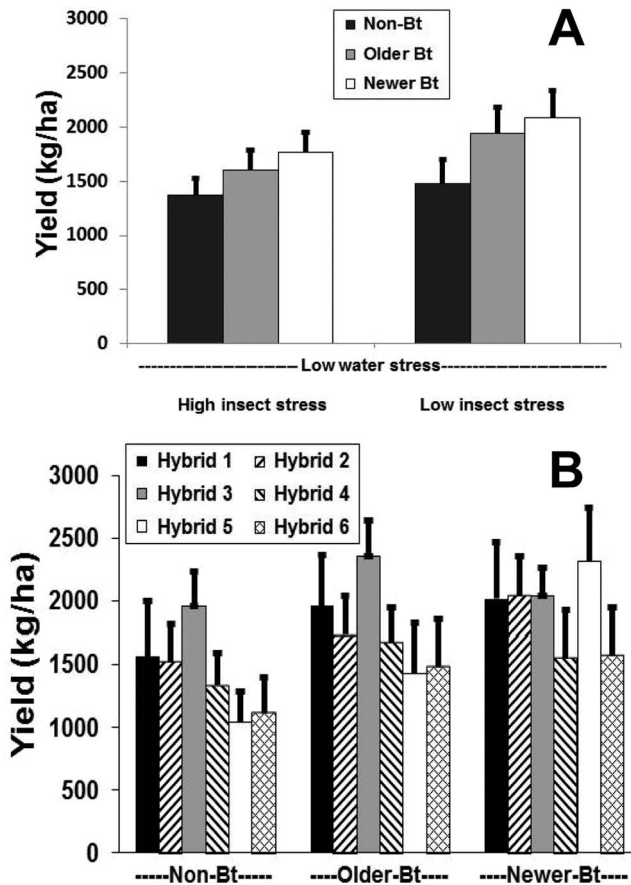 A
Non-Bt
Older Bt
Newer Bt
Yield (kg/ha)
3000
2500
2000
1500
1000
500
0
Low water stress
High insect stress Low insect stress
B
Hybrid 1 Hybrid 2
Hybrid 3 Hybrid 4
Hybrid 5 Hybrid 6
Yield (kg/ha)
3000
2500
2000
1500
1000
500
0
-----Non-Bt----- ----Older-Bt---- ----Newer-Bt----